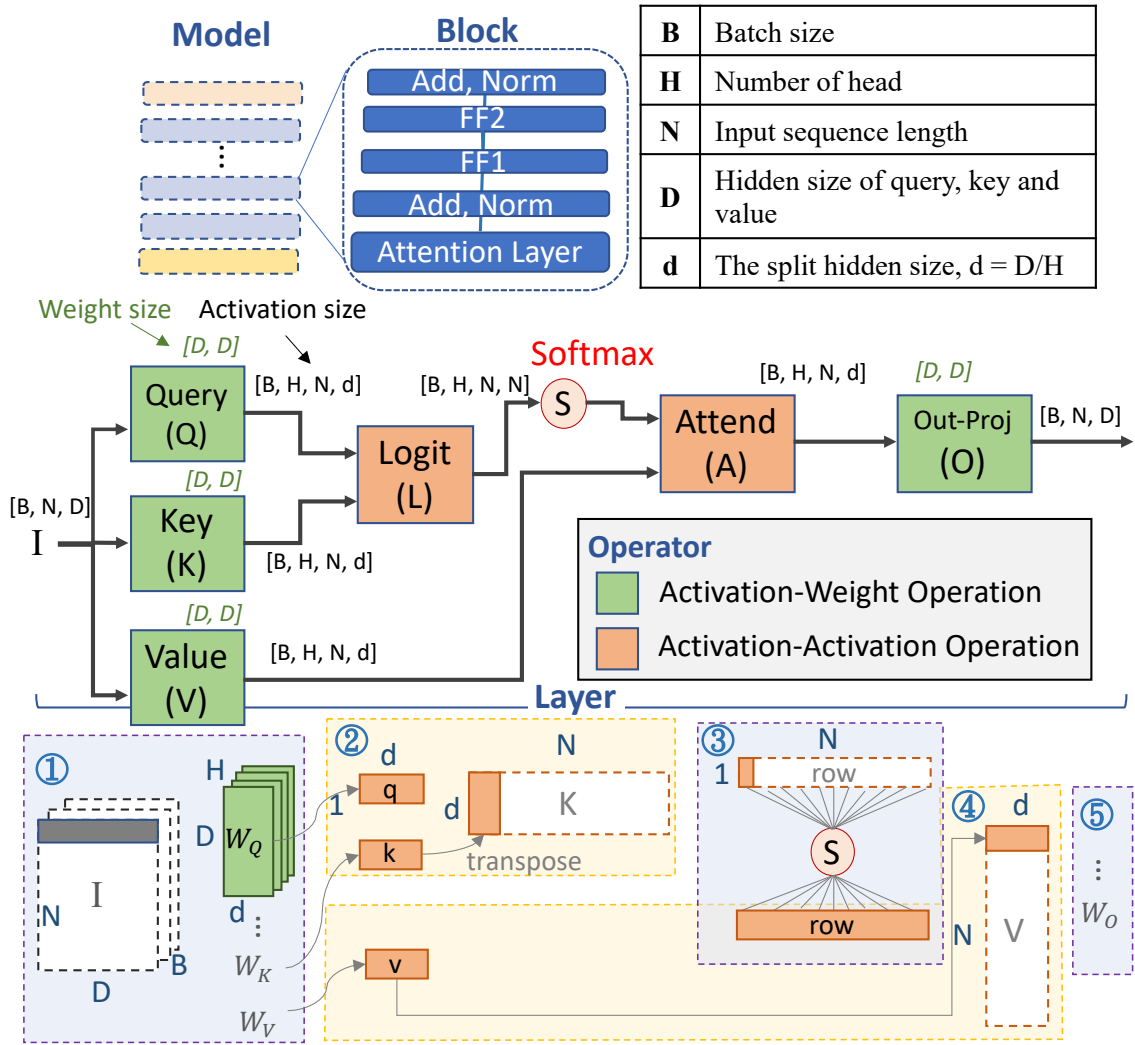 Model
Block
Add, Norm
FF2
FF1
Add, Norm
Attention Layer
⋮
B Batch size
H Number of head
N Input sequence length
D Hidden size of query, key and
value
d The split hidden size, d = D/H
Weight size
Activation size
[D, D]
Query
(Q)
[B, H, N, d]
[D, D]
Key
(K)
[B, H, N, d]
[D, D]
Value
(V)
[B, H, N, d]
[B, N, D]
I
Logit
(L)
[B, H, N, N]
Softmax
S
Attend
(A)
[B, H, N, d]
[D, D]
Out-Proj
(O)
[B, N, D]
Operator
Activation-Weight Operation
Activation-Activation Operation
Layer
①
H
D
W_Q
d
⋮
I
N
B
D
W_K
W_V
②
d
q
1
k
transpose
N
d
K
v
③
N
1
row
S
row
④
d
N
V
⑤
⋮
W_O